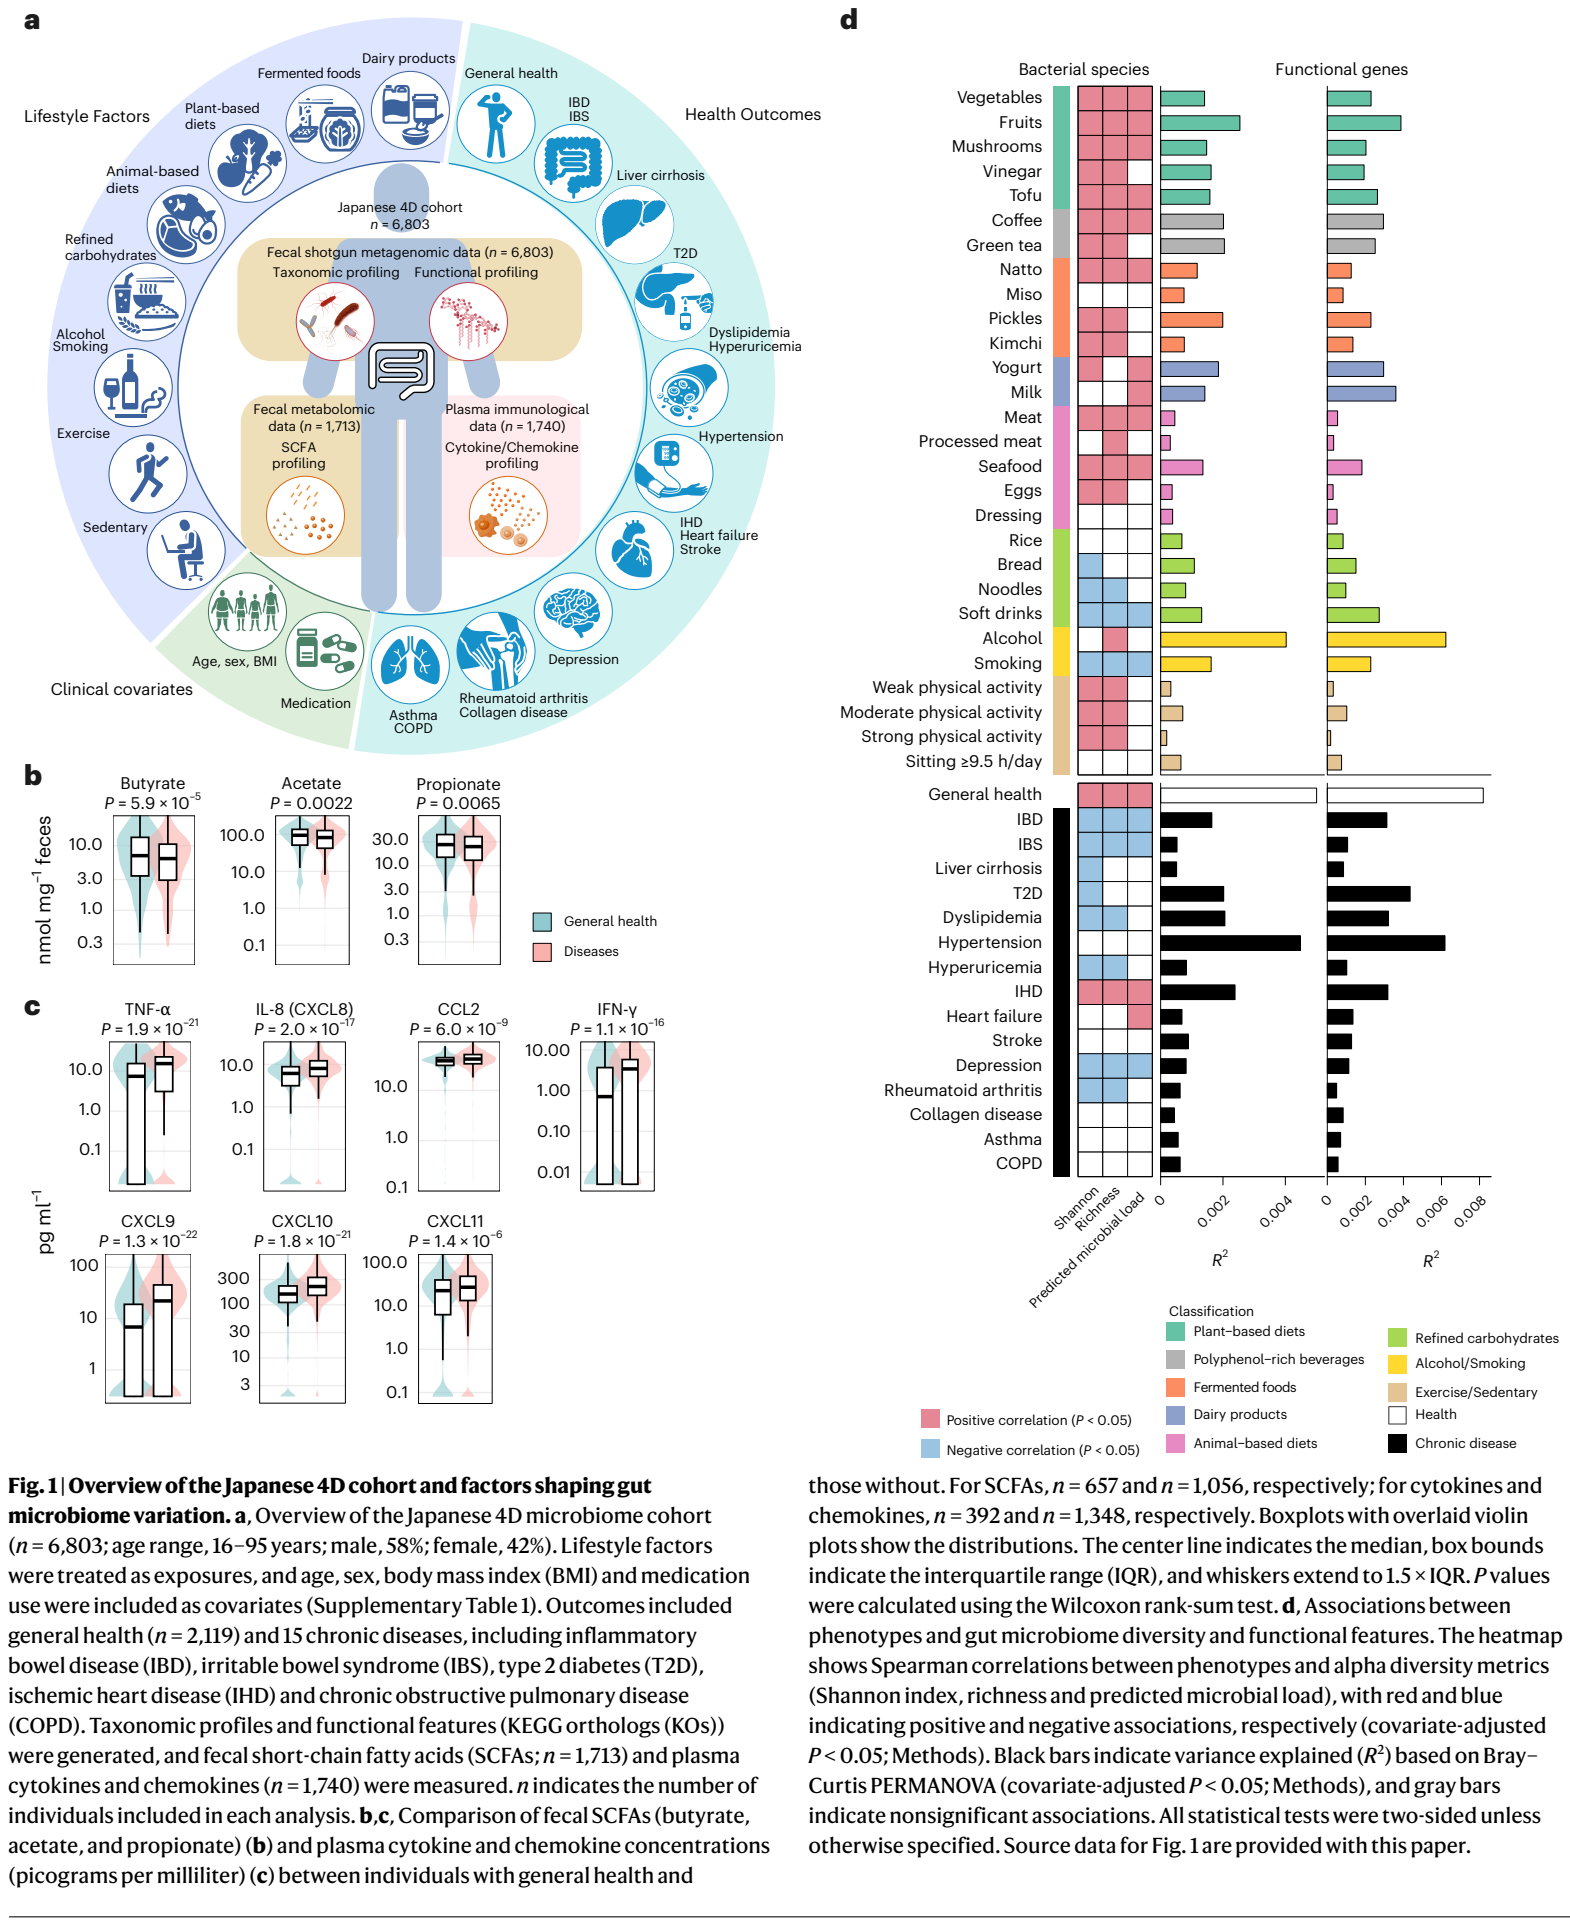 a
Lifestyle Factors
Health Outcomes
Clinical covariates
Dairy products
Fermented foods
Plant-based
diets
Animal-based
diets
Refined
carbohydrates
Alcohol
Smoking
Exercise
Sedentary
Age, sex, BMI
Medication
General health
IBD
IBS
Liver cirrhosis
T2D
Dyslipidemia
Hyperuricemia
Hypertension
IHD
Heart failure
Stroke
Depression
Rheumatoid arthritis
Collagen disease
Asthma
COPD
Japanese 4D cohort
n = 6,803
Fecal shotgun metagenomic data (n = 6,803)
Taxonomic profiling Functional profiling
Fecal metabolomic
data (n = 1,713)
SCFA
profiling
Plasma immunological
data (n = 1,740)
Cytokine/Chemokine
profiling
b
nmol mg⁻¹ feces
Butyrate
P = 5.9 × 10⁻⁵
10.0
3.0
1.0
0.3
Acetate
P = 0.0022
100.0
10.0
1.0
0.1
Propionate
P = 0.0065
30.0
10.0
3.0
1.0
0.3
General health
Diseases
c
pg ml⁻¹
TNF-α
P = 1.9 × 10⁻²¹
10.0
1.0
0.1
IL-8 (CXCL8)
P = 2.0 × 10⁻¹⁷
10.0
1.0
0.1
CCL2
P = 6.0 × 10⁻⁹
10.0
1.0
0.1
IFN-γ
P = 1.1 × 10⁻¹⁶
10.00
1.00
0.10
0.01
CXCL9
P = 1.3 × 10⁻²²
100
10
1
CXCL10
P = 1.8 × 10⁻²¹
300
100
30
10
3
CXCL11
P = 1.4 × 10⁻⁶
100.0
10.0
1.0
0.1
d
Bacterial species
Functional genes
Vegetables
Fruits
Mushrooms
Vinegar
Tofu
Coffee
Green tea
Natto
Miso
Pickles
Kimchi
Yogurt
Milk
Meat
Processed meat
Seafood
Eggs
Dressing
Rice
Bread
Noodles
Soft drinks
Alcohol
Smoking
Weak physical activity
Moderate physical activity
Strong physical activity
Sitting ≥9.5 h/day
General health
IBD
IBS
Liver cirrhosis
T2D
Dyslipidemia
Hypertension
Hyperuricemia
IHD
Heart failure
Stroke
Depression
Rheumatoid arthritis
Collagen disease
Asthma
COPD
Shannon
Richness
Predicted microbial load
0
0.002
0.004
R²
0
0.002
0.004
0.006
0.008
R²
Classification
Plant–based diets
Polyphenol–rich beverages
Fermented foods
Dairy products
Animal–based diets
Refined carbohydrates
Alcohol/Smoking
Exercise/Sedentary
Health
Chronic disease
Positive correlation (P < 0.05)
Negative correlation (P < 0.05)
Fig. 1 | Overview of the Japanese 4D cohort and factors shaping gut
microbiome variation. a, Overview of the Japanese 4D microbiome cohort
(n = 6,803; age range, 16–95 years; male, 58%; female, 42%). Lifestyle factors
were treated as exposures, and age, sex, body mass index (BMI) and medication
use were included as covariates (Supplementary Table 1). Outcomes included
general health (n = 2,119) and 15 chronic diseases, including inflammatory
bowel disease (IBD), irritable bowel syndrome (IBS), type 2 diabetes (T2D),
ischemic heart disease (IHD) and chronic obstructive pulmonary disease
(COPD). Taxonomic profiles and functional features (KEGG orthologs (KOs))
were generated, and fecal short-chain fatty acids (SCFAs; n = 1,713) and plasma
cytokines and chemokines (n = 1,740) were measured. n indicates the number of
individuals included in each analysis. b,c, Comparison of fecal SCFAs (butyrate,
acetate, and propionate) (b) and plasma cytokine and chemokine concentrations
(picograms per milliliter) (c) between individuals with general health and
those without. For SCFAs, n = 657 and n = 1,056, respectively; for cytokines and
chemokines, n = 392 and n = 1,348, respectively. Boxplots with overlaid violin
plots show the distributions. The center line indicates the median, box bounds
indicate the interquartile range (IQR), and whiskers extend to 1.5 × IQR. P values
were calculated using the Wilcoxon rank-sum test. d, Associations between
phenotypes and gut microbiome diversity and functional features. The heatmap
shows Spearman correlations between phenotypes and alpha diversity metrics
(Shannon index, richness and predicted microbial load), with red and blue
indicating positive and negative associations, respectively (covariate-adjusted
P < 0.05; Methods). Black bars indicate variance explained (R²) based on Bray–
Curtis PERMANOVA (covariate-adjusted P < 0.05; Methods), and gray bars
indicate nonsignificant associations. All statistical tests were two-sided unless
otherwise specified. Source data for Fig. 1 are provided with this paper.